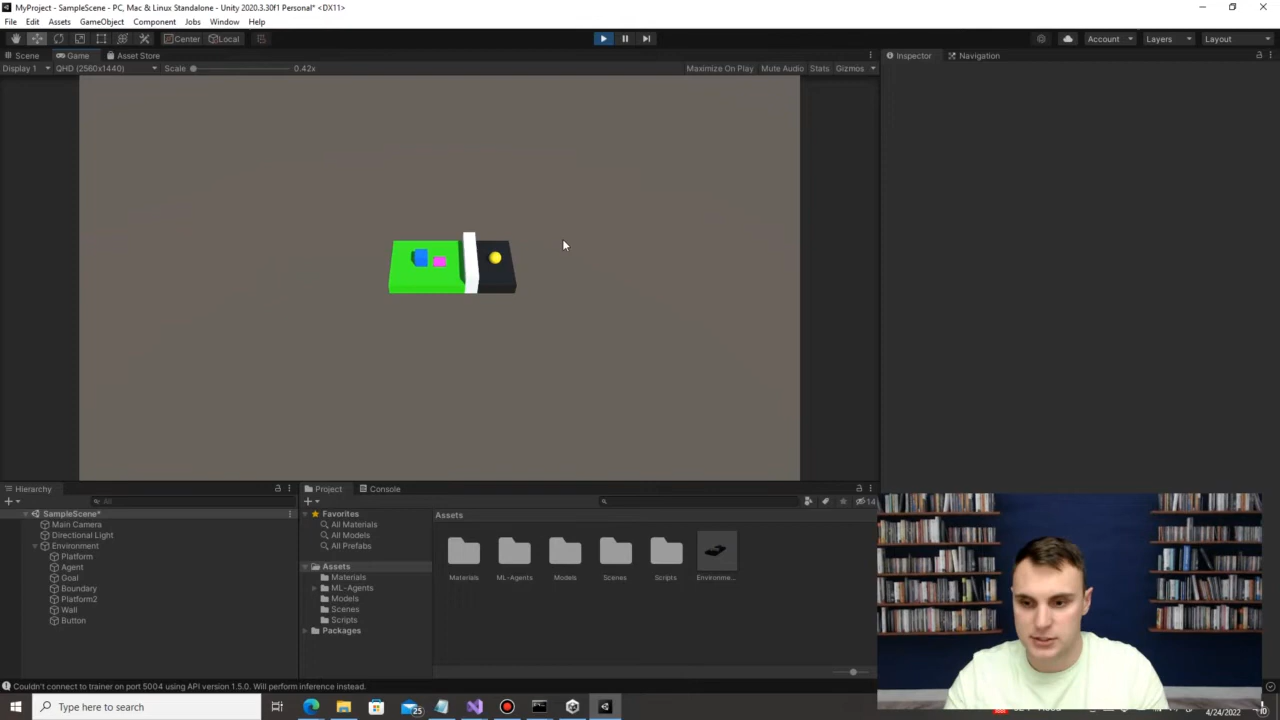 MyProject - SampleScene - PC, Mac & Linux Standalone - Unity 2020.3.30f1 Personal* <DX11>
File Edit Assets GameObject Component Jobs Window Help
Center Local Account Layers Layout
Scene Game Asset Store Inspector Navigation
Display 1 QHD (2560x1440) Scale 0.42x Maximize On Play Mute Audio Stats Gizmos
Hierarchy Project Console
All 14
SampleScene* Favorites Assets
Main Camera All Materials
Directional Light All Models
Environment All Prefabs
Platform
Agent Assets
Goal Materials Materials ML-Agents Models Scenes Scripts Environme...
Boundary ML-Agents
Platform2 Models
Wall Scenes
Button Scripts
Packages
Couldn't connect to trainer on port 5004 using API version 1.5.0. Will perform inference instead.
Type here to search 25
4/24/2022